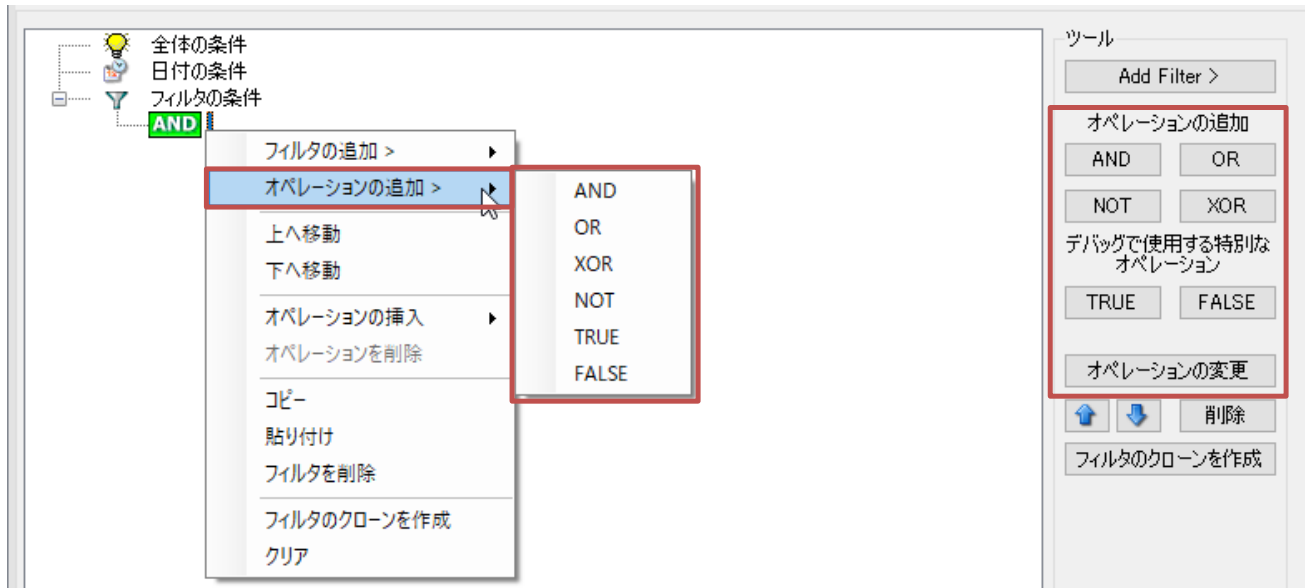 全体の条件
日付の条件
フィルタの条件
AND
フィルタの追加 >
オペレーションの追加 >
上へ移動
下へ移動
オペレーションの挿入
オペレーションを削除
コピー
貼り付け
フィルタを削除
フィルタのクローンを作成
クリア
AND
OR
XOR
NOT
TRUE
FALSE
ツール
Add Filter >
オペレーションの追加
AND OR
NOT XOR
デバッグで使用する特別な
オペレーション
TRUE FALSE
オペレーションの変更
削除
フィルタのクローンを作成